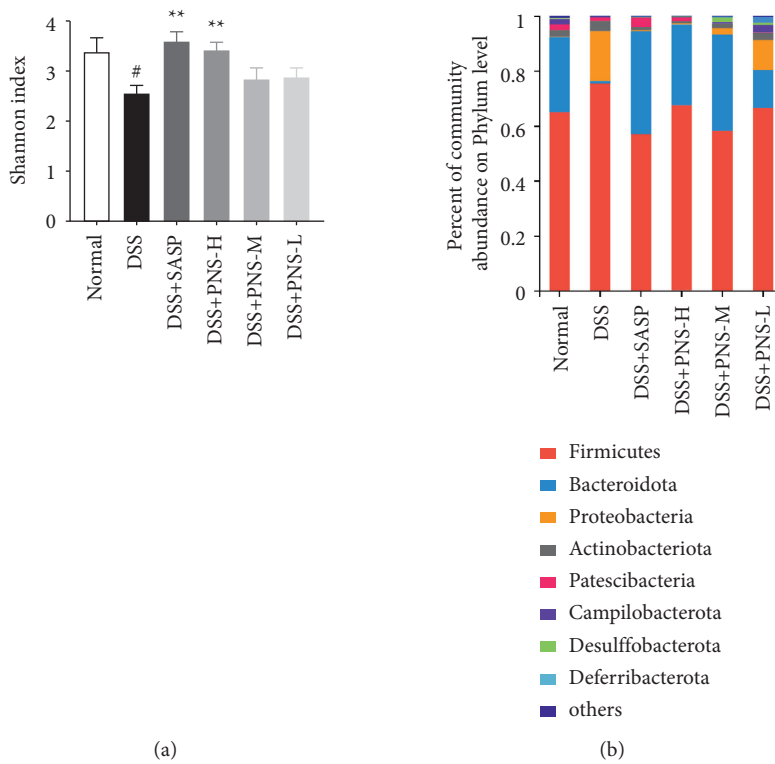 Shannon index
4
3
2
1
0
#
**
**
Normal
DSS
DSS+SASP
DSS+PNS-H
DSS+PNS-M
DSS+PNS-L
(a)
Percent of community
abundance on Phylum level
1
0.8
0.6
0.4
0.2
0
Normal
DSS
DSS+SASP
DSS+PNS-H
DSS+PNS-M
DSS+PNS-L
Firmicutes
Bacteroidota
Proteobacteria
Actinobacteriota
Patescibacteria
Campilobacterota
Desulffobacterota
Deferribacterota
others
(b)